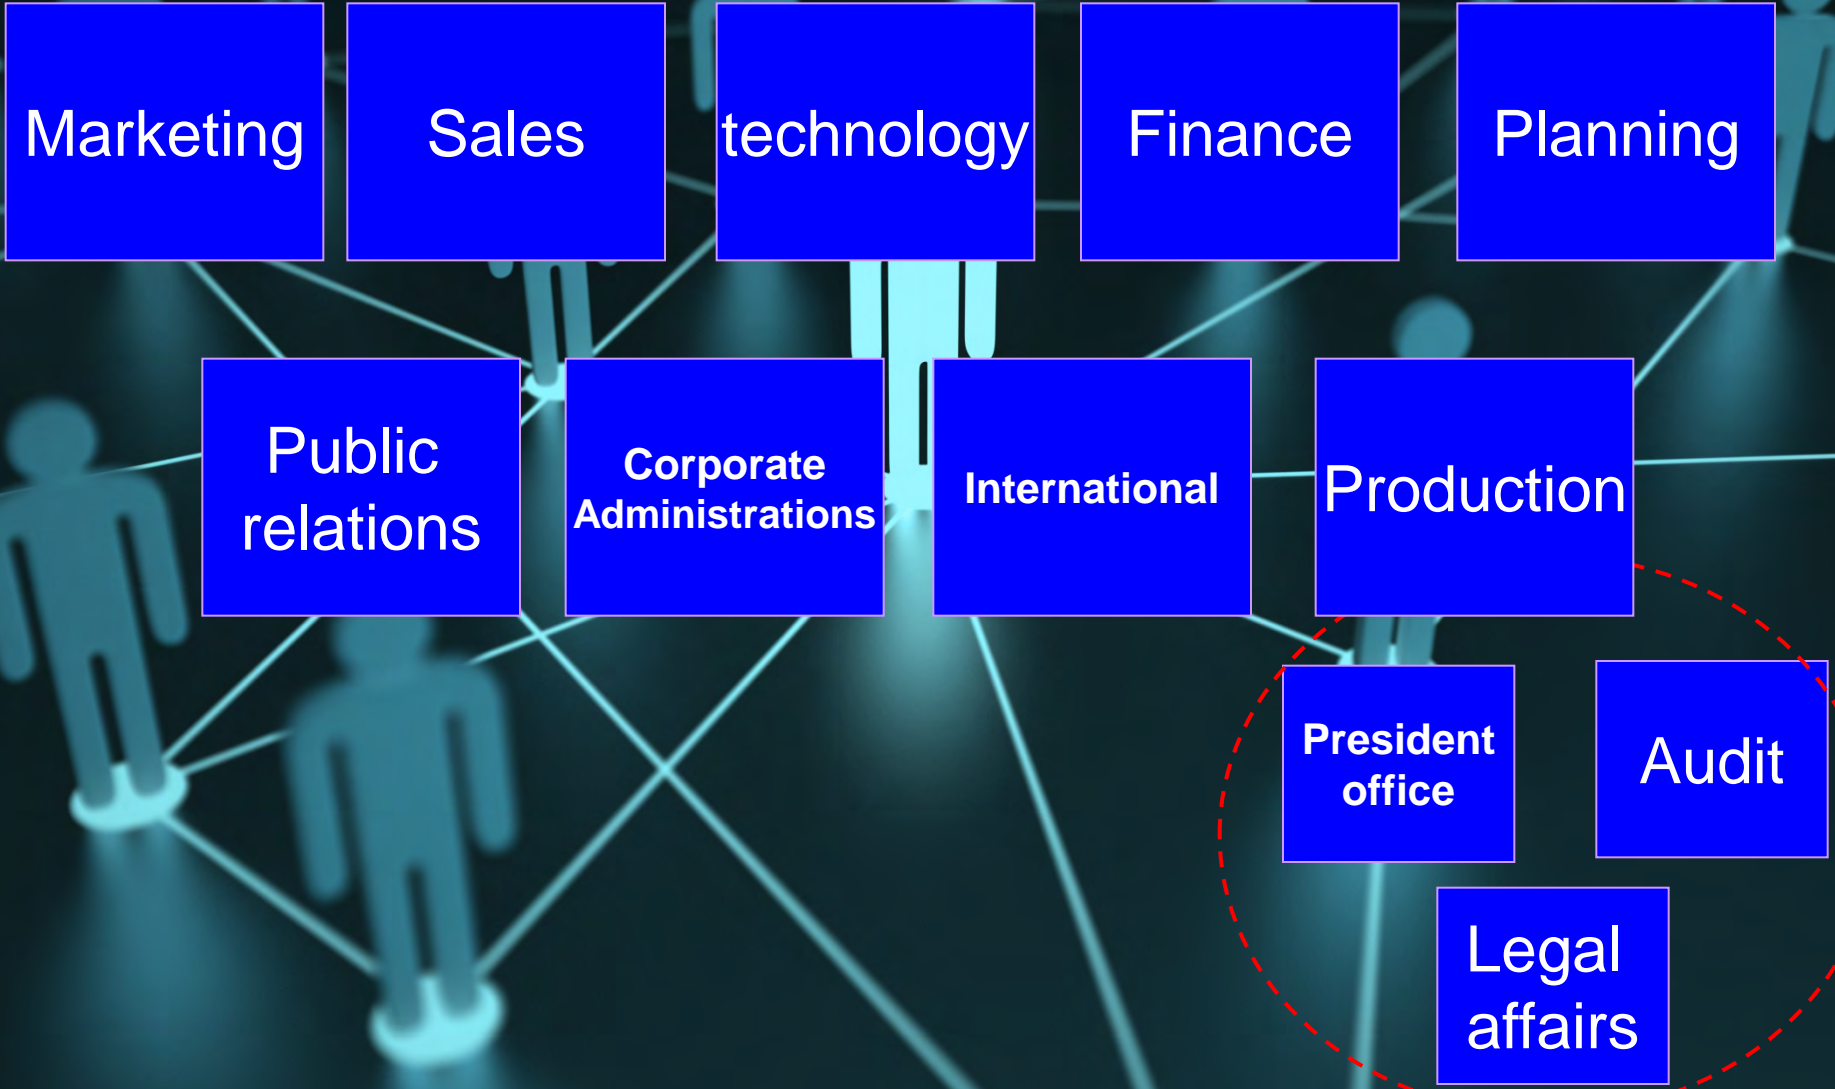 Marketing
Sales
technology
Finance
Planning
Public
relations
Corporate
Administrations
International
Production
President
office
Audit
Legal
affairs